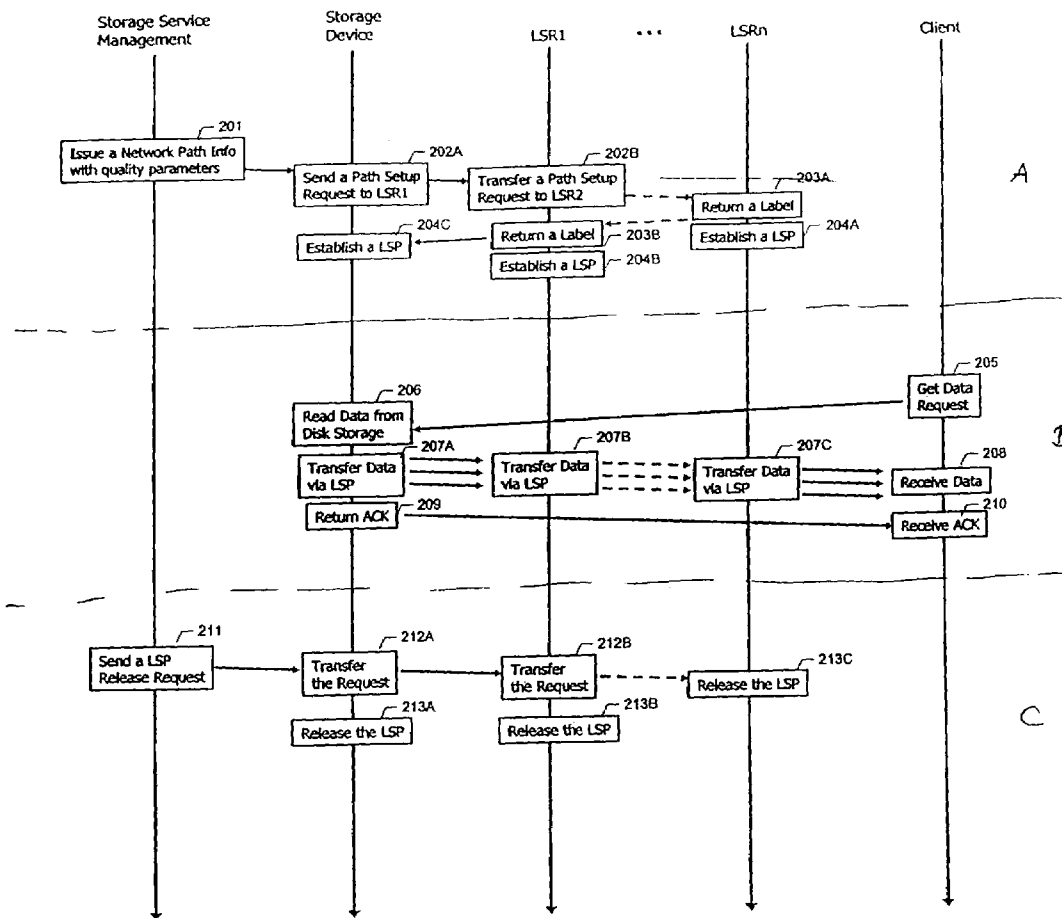 Storage Service
Management
Storage
Device
LSR1
...
LSRn
Client
201
Issue a Network Path Info
with quality parameters
202A
Send a Path Setup
Request to LSR1
202B
Transfer a Path Setup
Request to LSR2
203A
Return a Label
A
204C
Establish a LSP
Return a Label
203B
Establish a LSP
204A
Establish a LSP
204B
205
Get Data
Request
206
Read Data from
Disk Storage
B
207A
Transfer Data
via LSP
207B
Transfer Data
via LSP
207C
Transfer Data
via LSP
208
Receive Data
209
Return ACK
210
Receive ACK
211
Send a LSP
Release Request
212A
Transfer
the Request
212B
Transfer
the Request
213C
Release the LSP
213A
Release the LSP
213B
Release the LSP
C